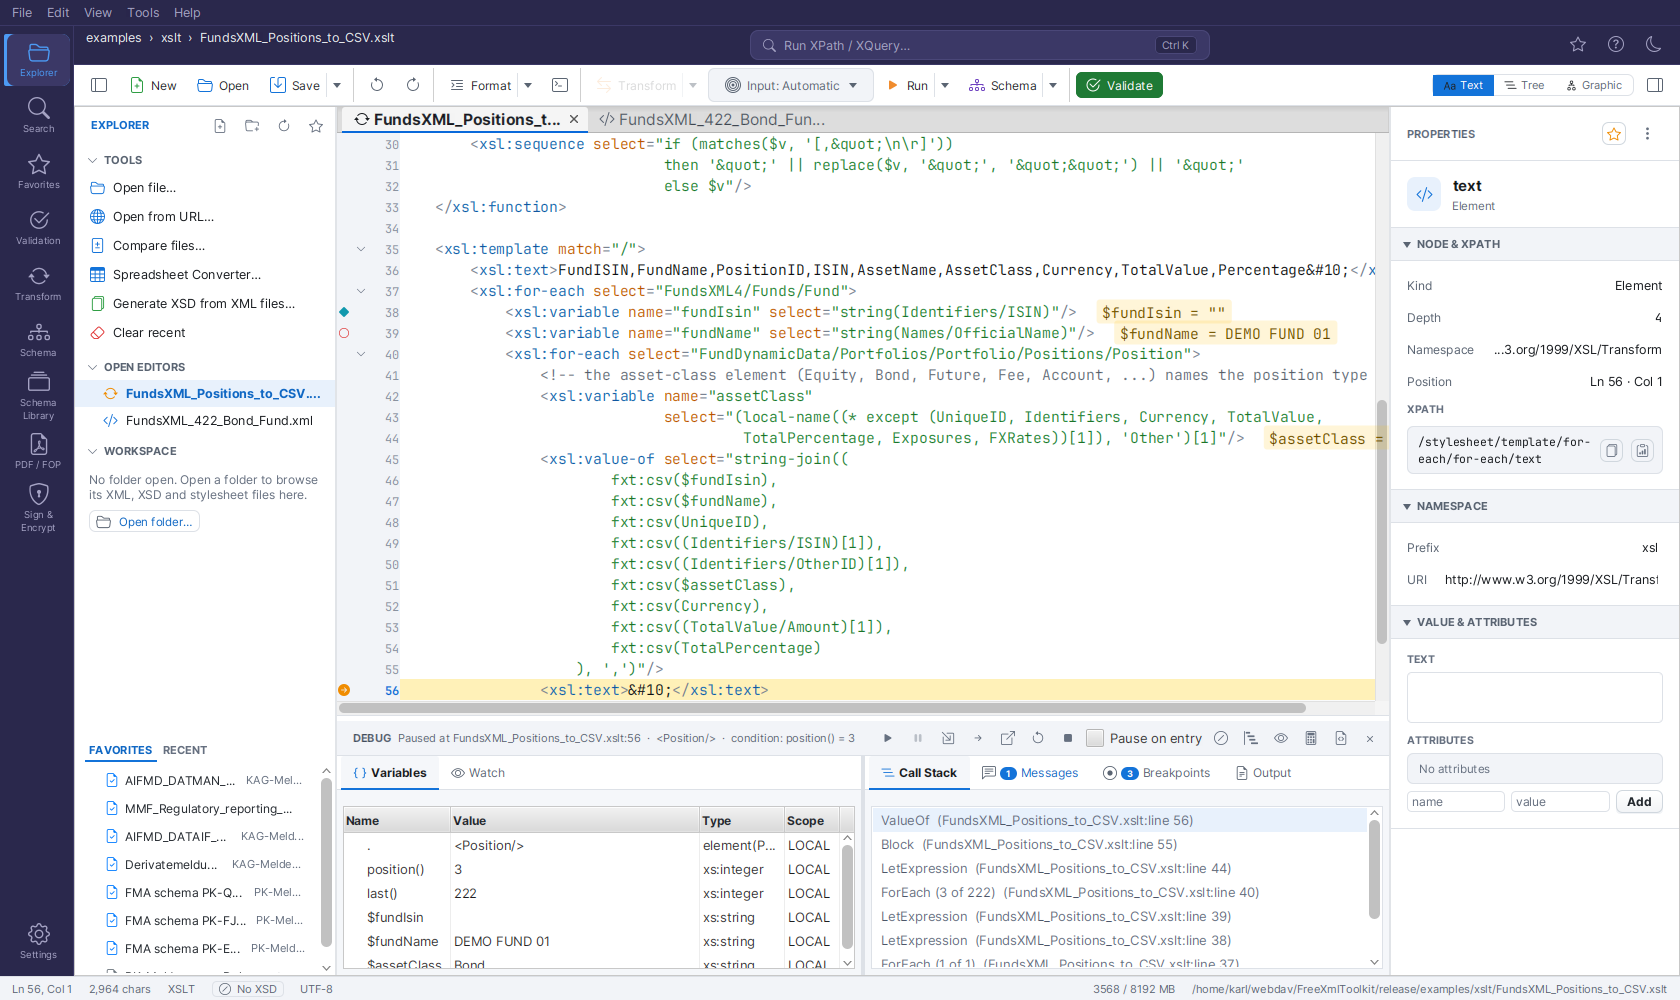 File Edit View Tools Help
examples › xslt › FundsXML_Positions_to_CSV.xslt
Run XPath / XQuery... Ctrl K
New Open Save Format Transform Input: Automatic Run Schema Validate Aa Text Tree Graphic
Explorer
Search
Favorites
Validation
Transform
Schema
Schema
Library
PDF / FOP
Sign &
Encrypt
Settings
EXPLORER
TOOLS
Open file...
Open from URL...
Compare files...
Spreadsheet Converter...
Generate XSD from XML files...
Clear recent
OPEN EDITORS
FundsXML_Positions_to_CSV....
FundsXML_422_Bond_Fund.xml
WORKSPACE
No folder open. Open a folder to browse
its XML, XSD and stylesheet files here.
Open folder...
FAVORITES RECENT
AIFMD_DATMAN_... KAG-Mel...
MMF_Regulatory_reporting_...
AIFMD_DATAIF_... KAG-Meld...
Derivatemeldu... KAG-Melde...
FMA schema PK-Q... PK-Mel...
FMA schema PK-FJ... PK-Mel...
FMA schema PK-E... PK-Meld...
FundsXML_Positions_t... × FundsXML_422_Bond_Fun...
30 <xsl:sequence select="if (matches($v, '[,&quot;\n\r]'))
31 then '&quot;' || replace($v, '&quot;', '&quot;&quot;') || '&quot;'
32 else $v"/>
33 </xsl:function>
34
35 <xsl:template match="/">
36 <xsl:text>FundISIN,FundName,PositionID,ISIN,AssetName,AssetClass,Currency,TotalValue,Percentage&#10;</x
37 <xsl:for-each select="FundsXML4/Funds/Fund">
38 <xsl:variable name="fundIsin" select="string(Identifiers/ISIN)"/> $fundIsin = ""
39 <xsl:variable name="fundName" select="string(Names/OfficialName)"/> $fundName = DEMO FUND 01
40 <xsl:for-each select="FundDynamicData/Portfolios/Portfolio/Positions/Position">
41 <!-- the asset-class element (Equity, Bond, Future, Fee, Account, ...) names the position type
42 <xsl:variable name="assetClass"
43 select="(local-name((* except (UniqueID, Identifiers, Currency, TotalValue,
44 TotalPercentage, Exposures, FXRates))[1]), 'Other')[1]"/> $assetClass =
45 <xsl:value-of select="string-join((
46 fxt:csv($fundIsin),
47 fxt:csv($fundName),
48 fxt:csv(UniqueID),
49 fxt:csv((Identifiers/ISIN)[1]),
50 fxt:csv((Identifiers/OtherID)[1]),
51 fxt:csv($assetClass),
52 fxt:csv(Currency),
53 fxt:csv((TotalValue/Amount)[1]),
54 fxt:csv(TotalPercentage)
55 ), ',')"/>
56 <xsl:text>&#10;</xsl:text>
DEBUG Paused at FundsXML_Positions_to_CSV.xslt:56 · <Position/> · condition: position() = 3 Pause on entry ×
Variables Watch
Name Value Type Scope
. <Position/> element(P... LOCAL
position() 3 xs:integer LOCAL
last() 222 xs:integer LOCAL
$fundIsin xs:string LOCAL
$fundName DEMO FUND 01 xs:string LOCAL
$assetClass Bond xs:string LOCAL
Call Stack 1 Messages 3 Breakpoints Output
ValueOf (FundsXML_Positions_to_CSV.xslt:line 56)
Block (FundsXML_Positions_to_CSV.xslt:line 55)
LetExpression (FundsXML_Positions_to_CSV.xslt:line 44)
ForEach (3 of 222) (FundsXML_Positions_to_CSV.xslt:line 40)
LetExpression (FundsXML_Positions_to_CSV.xslt:line 39)
LetExpression (FundsXML_Positions_to_CSV.xslt:line 38)
ForEach (1 of 1) (FundsXML_Positions_to_CSV.xslt:line 37)
PROPERTIES
text
Element
NODE & XPATH
Kind Element
Depth 4
Namespace ...3.org/1999/XSL/Transform
Position Ln 56 · Col 1
XPATH
/stylesheet/template/for-
each/for-each/text
NAMESPACE
Prefix xsl
URI http://www.w3.org/1999/XSL/Transf
VALUE & ATTRIBUTES
TEXT
ATTRIBUTES
No attributes
name value Add
Ln 56, Col 1 2,964 chars XSLT No XSD UTF-8 3568 / 8192 MB /home/karl/webdav/FreeXmlToolkit/release/examples/xslt/FundsXML_Positions_to_CSV.xslt